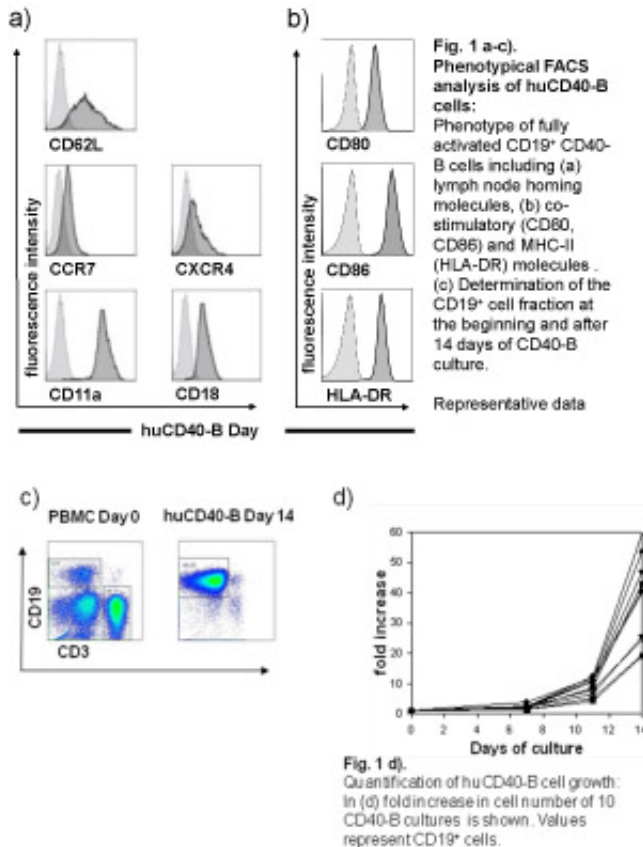 a)
b)
fluorescence intensity
CD62L
CCR7
CXCR4
CD11a
CD18
huCD40-B Day
fluorescence intensity
CD80
CD86
HLA-DR
Fig. 1 a-c).
Phenotypical FACS
analysis of huCD40-B
cells:
Phenotype of fully
activated CD19⁺ CD40-
B cells including (a)
lymph node homing
molecules, (b) co-
stimulatory (CD80,
CD86) and MHC-II
(HLA-DR) molecules .
(c) Determination of the
CD19⁺ cell fraction at
the beginning and after
14 days of CD40-B
culture.
Representative data
c)
PBMC Day 0
huCD40-B Day 14
CD19
CD3
d)
fold increase
60
50
40
30
20
10
0
0 2 4 6 8 10 12 14
Days of culture
Fig. 1 d).
Quantification of huCD40-B cell growth:
In (d) fold increase in cell number of 10
CD40-B cultures is shown. Values
represent CD19⁺ cells.